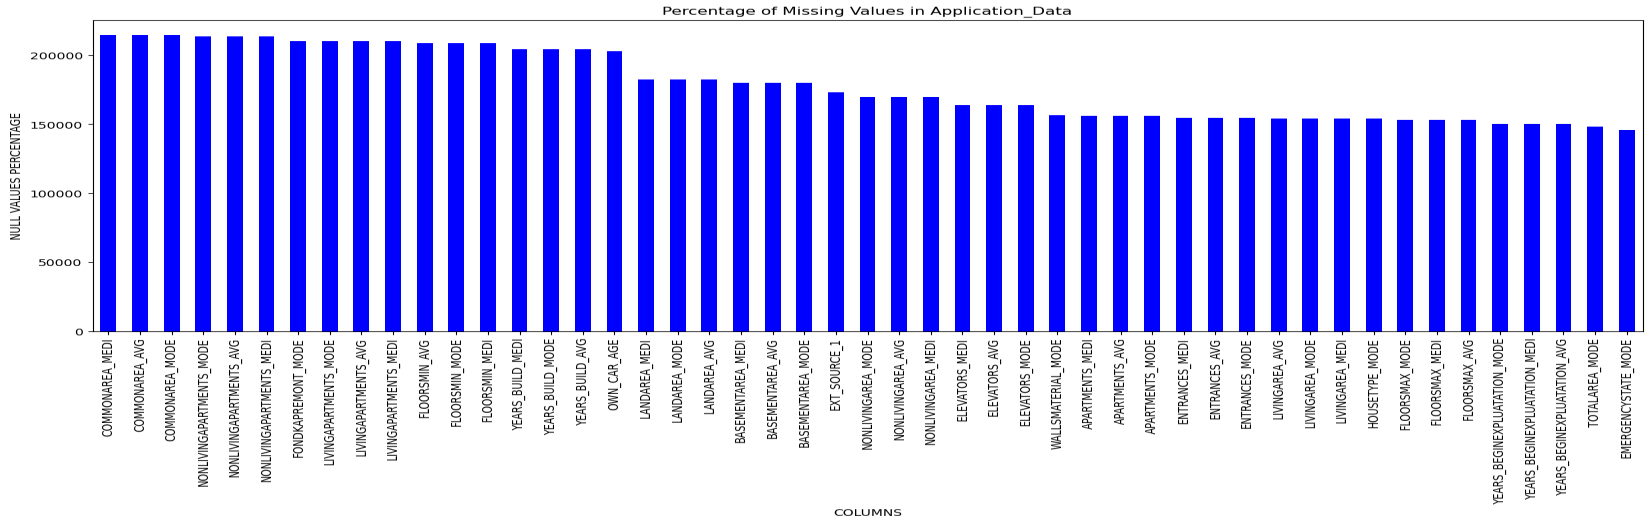 Percentage of Missing Values in Application_Data
NULL VALUES PERCENTAGE
200000
150000
100000
50000
0
COMMONAREA_MEDI
COMMONAREA_AVG
COMMONAREA_MODE
NONLIVINGAPARTMENTS_MODE
NONLIVINGAPARTMENTS_AVG
NONLIVINGAPARTMENTS_MEDI
FONDKAPREMONT_MODE
LIVINGAPARTMENTS_MODE
LIVINGAPARTMENTS_AVG
LIVINGAPARTMENTS_MEDI
FLOORSMIN_AVG
FLOORSMIN_MODE
FLOORSMIN_MEDI
YEARS_BUILD_MEDI
YEARS_BUILD_MODE
YEARS_BUILD_AVG
OWN_CAR_AGE
LANDAREA_MEDI
LANDAREA_MODE
LANDAREA_AVG
BASEMENTAREA_MEDI
BASEMENTAREA_AVG
BASEMENTAREA_MODE
EXT_SOURCE_1
NONLIVINGAREA_MODE
NONLIVINGAREA_AVG
NONLIVINGAREA_MEDI
ELEVATORS_MEDI
ELEVATORS_AVG
ELEVATORS_MODE
WALLSMATERIAL_MODE
APARTMENTS_MEDI
APARTMENTS_AVG
APARTMENTS_MODE
ENTRANCES_MEDI
ENTRANCES_AVG
ENTRANCES_MODE
LIVINGAREA_AVG
LIVINGAREA_MODE
LIVINGAREA_MEDI
HOUSETYPE_MODE
FLOORSMAX_MODE
FLOORSMAX_MEDI
FLOORSMAX_AVG
YEARS_BEGINEXPLUATATION_MODE
YEARS_BEGINEXPLUATATION_MEDI
YEARS_BEGINEXPLUATATION_AVG
TOTALAREA_MODE
EMERGENCYSTATE_MODE
COLUMNS